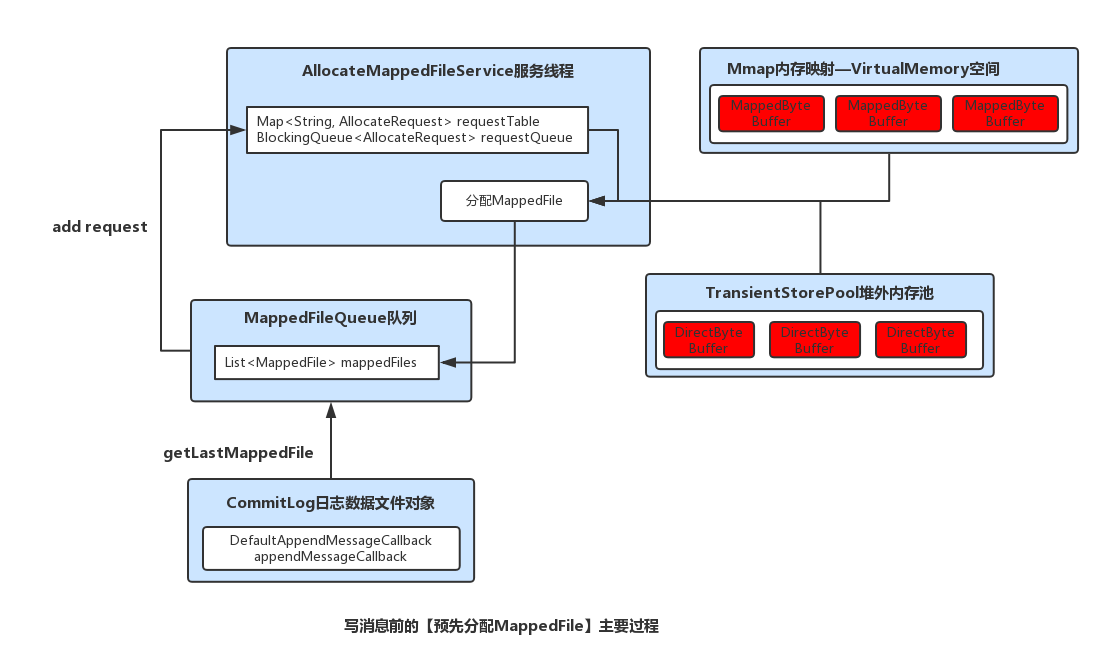 AllocateMappedFileService服务线程
Map<String, AllocateRequest> requestTable
BlockingQueue<AllocateRequest> requestQueue
分配MappedFile
Mmap内存映射—VirtualMemory空间
MappedByte
Buffer
MappedByte
Buffer
MappedByte
Buffer
add request
TransientStorePool堆外内存池
DirectByte
Buffer
DirectByte
Buffer
DirectByte
Buffer
MappedFileQueue队列
List<MappedFile> mappedFiles
getLastMappedFile
CommitLog日志数据文件对象
DefaultAppendMessageCallback
appendMessageCallback
写消息前的【预先分配MappedFile】主要过程